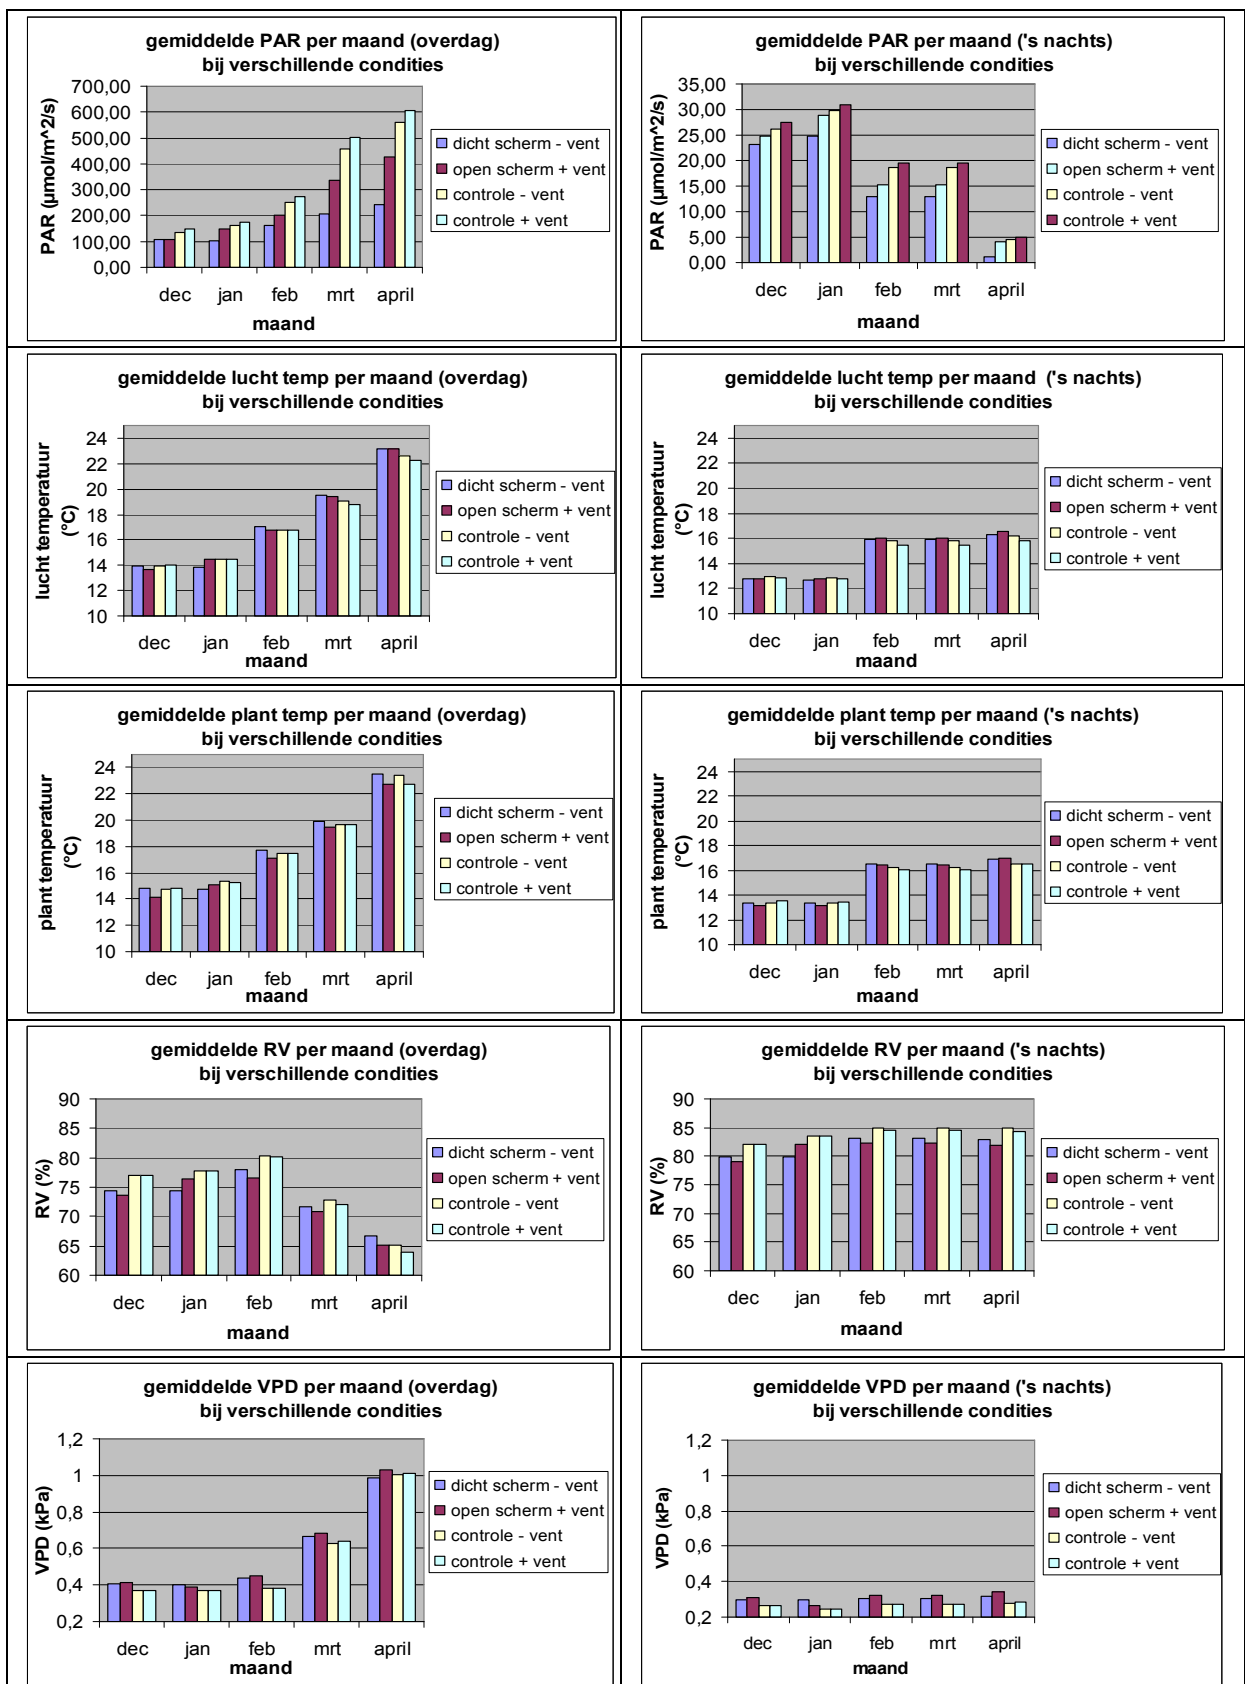 gemiddelde PAR per maand (overdag)
bij verschillende condities
PAR (µmol/m^2/s)
700,00
600,00
500,00
400,00
300,00
200,00
100,00
0,00
dec jan feb mrt april
maand
dicht scherm - vent
open scherm + vent
controle - vent
controle + vent
gemiddelde PAR per maand ('s nachts)
bij verschillende condities
PAR (µmol/m^2/s)
35,00
30,00
25,00
20,00
15,00
10,00
5,00
0,00
dec jan feb mrt april
maand
dicht scherm - vent
open scherm + vent
controle - vent
controle + vent
gemiddelde lucht temp per maand (overdag)
bij verschillende condities
lucht temperatuur
(°C)
24
22
20
18
16
14
12
10
dec jan feb mrt april
maand
dicht scherm - vent
open scherm + vent
controle - vent
controle + vent
gemiddelde lucht temp per maand ('s nachts)
bij verschillende condities
lucht temperatuur
(°C)
24
22
20
18
16
14
12
10
dec jan feb mrt april
maand
dicht scherm - vent
open scherm + vent
controle - vent
controle + vent
gemiddelde plant temp per maand (overdag)
bij verschillende condities
plant temperatuur
(°C)
24
22
20
18
16
14
12
10
dec jan feb mrt april
maand
dicht scherm - vent
open scherm + vent
controle - vent
controle + vent
gemiddelde plant temp per maand ('s nachts)
bij verschillende condities
plant temperatuur
(°C)
24
22
20
18
16
14
12
10
dec jan feb mrt april
maand
dicht scherm - vent
open scherm + vent
controle - vent
controle + vent
gemiddelde RV per maand (overdag)
bij verschillende condities
RV (%)
90
85
80
75
70
65
60
dec jan feb mrt april
maand
dicht scherm - vent
open scherm + vent
controle - vent
controle + vent
gemiddelde RV per maand ('s nachts)
bij verschillende condities
RV (%)
90
85
80
75
70
65
60
dec jan feb mrt april
maand
dicht scherm - vent
open scherm + vent
controle - vent
controle + vent
gemiddelde VPD per maand (overdag)
bij verschillende condities
VPD (kPa)
1,2
1
0,8
0,6
0,4
0,2
dec jan feb mrt april
maand
dicht scherm - vent
open scherm + vent
controle - vent
controle + vent
gemiddelde VPD per maand ('s nachts)
bij verschillende condities
VPD (kPa)
1,2
1
0,8
0,6
0,4
0,2
dec jan feb mrt april
maand
dicht scherm - vent
open scherm + vent
controle - vent
controle + vent